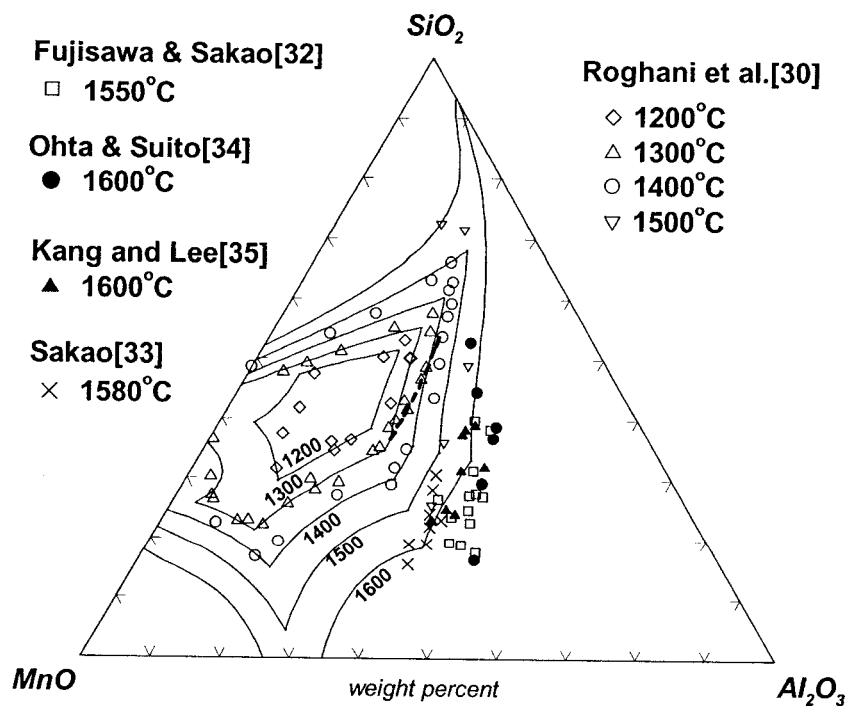 SiO₂
Fujisawa & Sakao[32]
□ 1550°C
Ohta & Suito[34]
● 1600°C
Kang and Lee[35]
▲ 1600°C
Sakao[33]
× 1580°C
Roghani et al.[30]
◇ 1200°C
△ 1300°C
○ 1400°C
▽ 1500°C
1200
1300
1400
1500
1600
MnO
weight percent
Al₂O₃